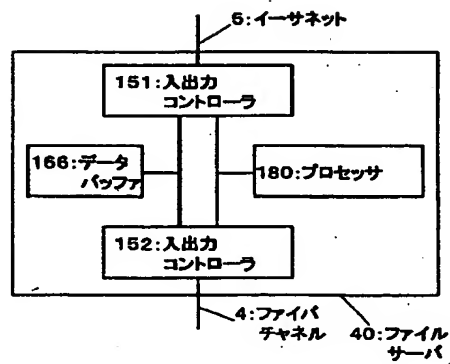 5:イーサネット
151:入出力
コントローラ
166:データ
バッファ
180:プロセッサ
152:入出力
コントローラ
4:ファイバ
チャネル
40:ファイル
サーバ